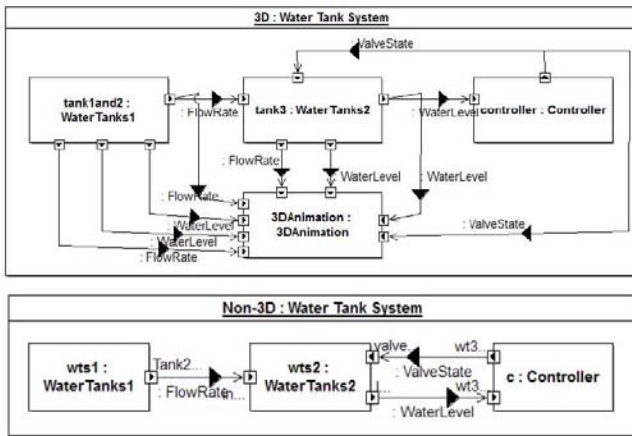 3D : Water Tank System
: ValveState
tank1and2 :
WaterTanks1
: FlowRate
tank3 : WaterTanks2
: WaterLevel
controller : Controller
: FlowRate
WaterLevel
: WaterLevel
: FlowRate
: WaterLevel
: WaterLevel
: FlowRate
3DAnimation :
3DAnimation
: ValveState
Non-3D : Water Tank System
wts1 :
WaterTanks1
Tank2...
: FlowRate
in...
wts2 :
WaterTanks2
valve...
wt3...
: ValveState
wt3...
: WaterLevel
c : Controller